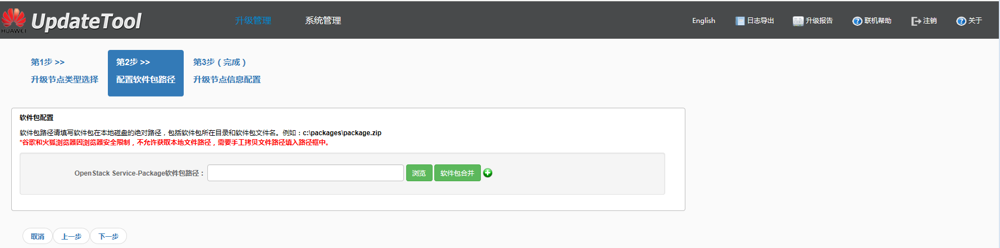 HUAWEI UpdateTool 升级管理 系统管理 English 日志导出 升级报告 联机帮助 注销 关于
第1步 >> 第2步 >> 第3步（完成）
升级节点类型选择 配置软件包路径 升级节点信息配置
软件包配置
软件包路径请填写软件包在本地磁盘的绝对路径，包括软件包所在目录和软件包文件名。例如：c:\packages\package.zip
*谷歌和火狐浏览器因浏览器安全限制，不允许获取本地文件路径，需要手工拷贝文件路径填入路径框中。
OpenStack Service-Package软件包路径： 浏览 软件包合并
取消 上一步 下一步